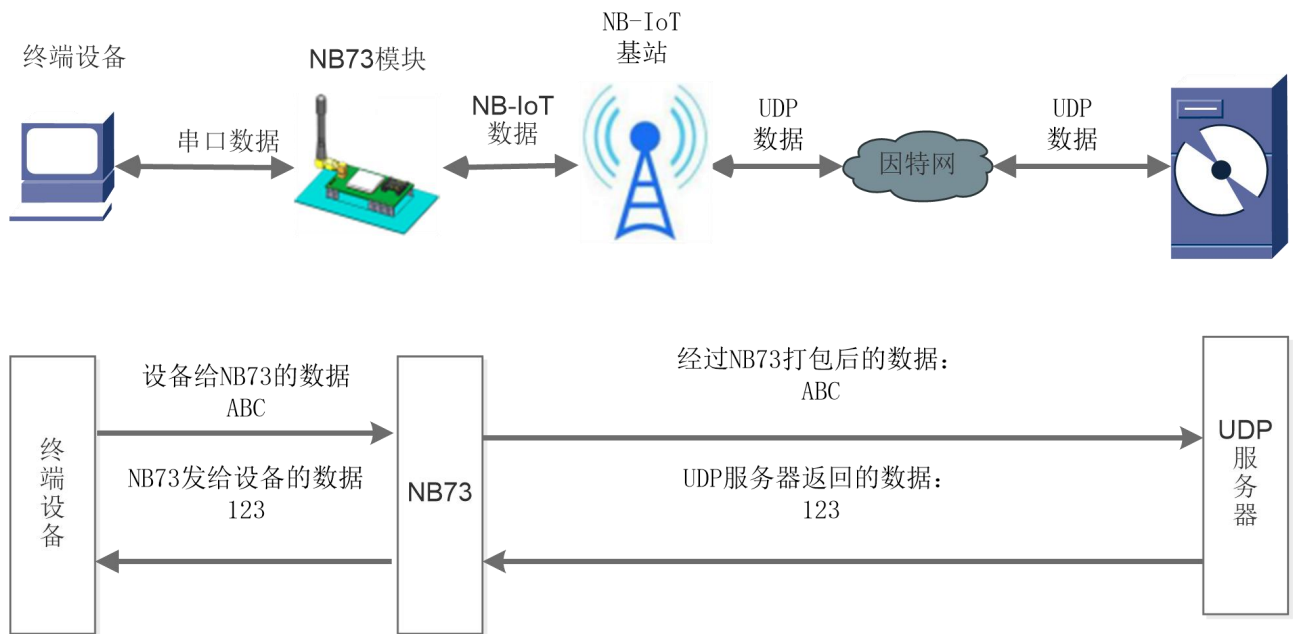 终端设备
NB73模块
NB-IoT
基站
串口数据
NB-IoT
数据
UDP
数据
因特网
UDP
数据
设备给NB73的数据
ABC
经过NB73打包后的数据：
ABC
终端设备
NB73发给设备的数据
123
NB73
UDP服务器返回的数据：
123
UDP
服务器